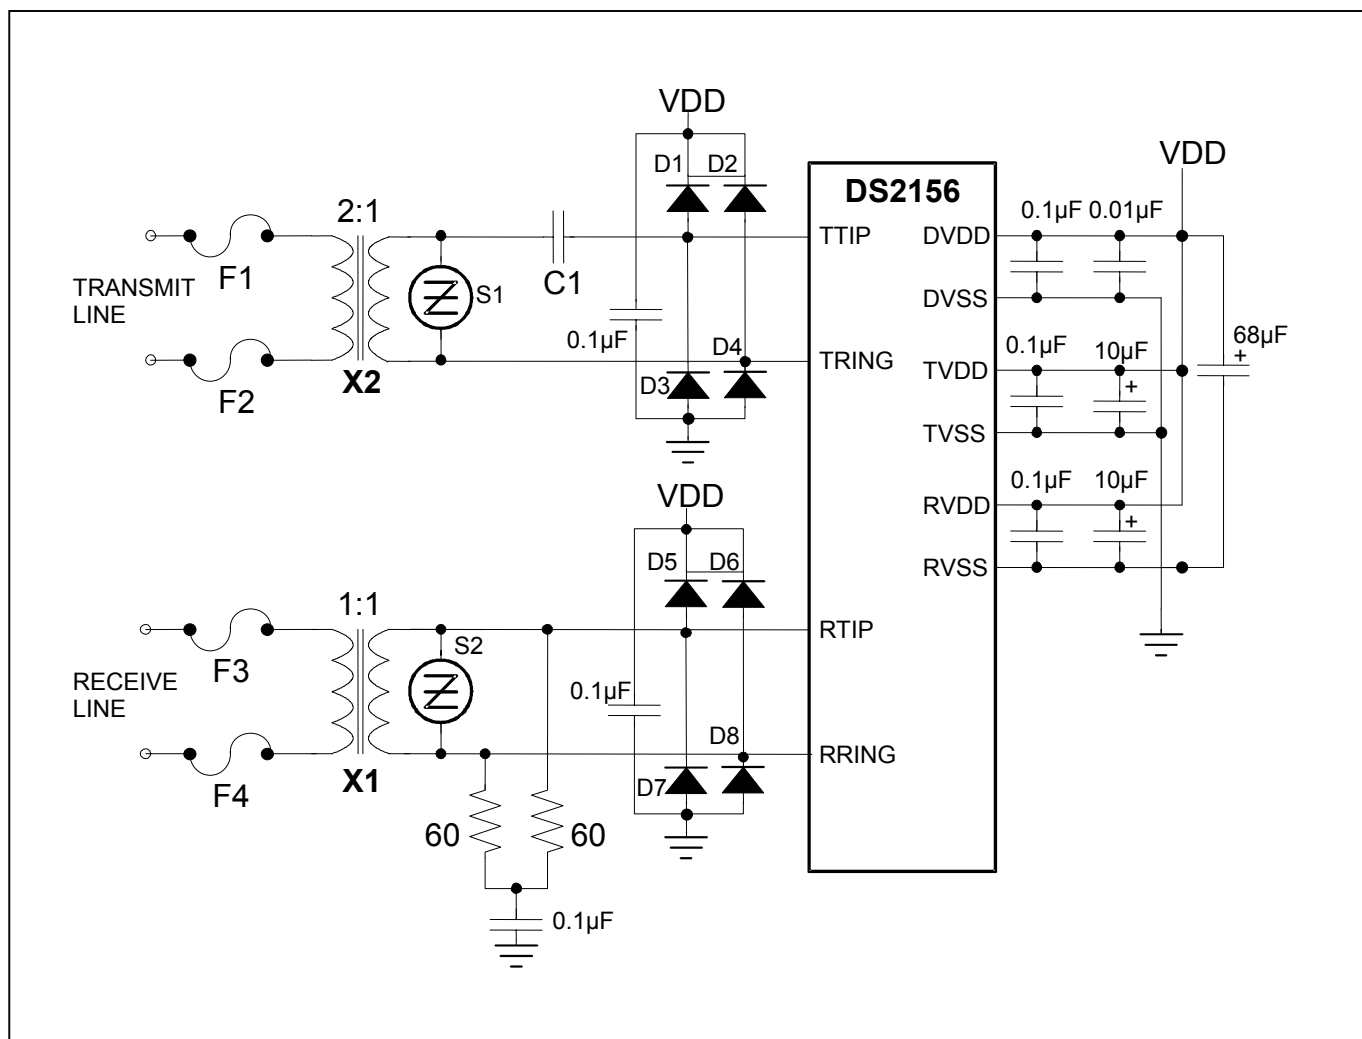 VDD
D1 D2
DS2156
VDD
2:1
0.1µF 0.01µF
TTIP
DVDD
F1
C1
S1
TRANSMIT
LINE
DVSS
0.1µF
D4
0.1µF 10µF
68µF
+
TRING
TVDD
X2
F2
D3
+
TVSS
VDD
0.1µF 10µF
RVDD
+
D5 D6
RVSS
1:1
RTIP
S2
F3
RECEIVE
LINE
0.1µF
D8
RRING
X1
F4
D7
60 60
0.1µF